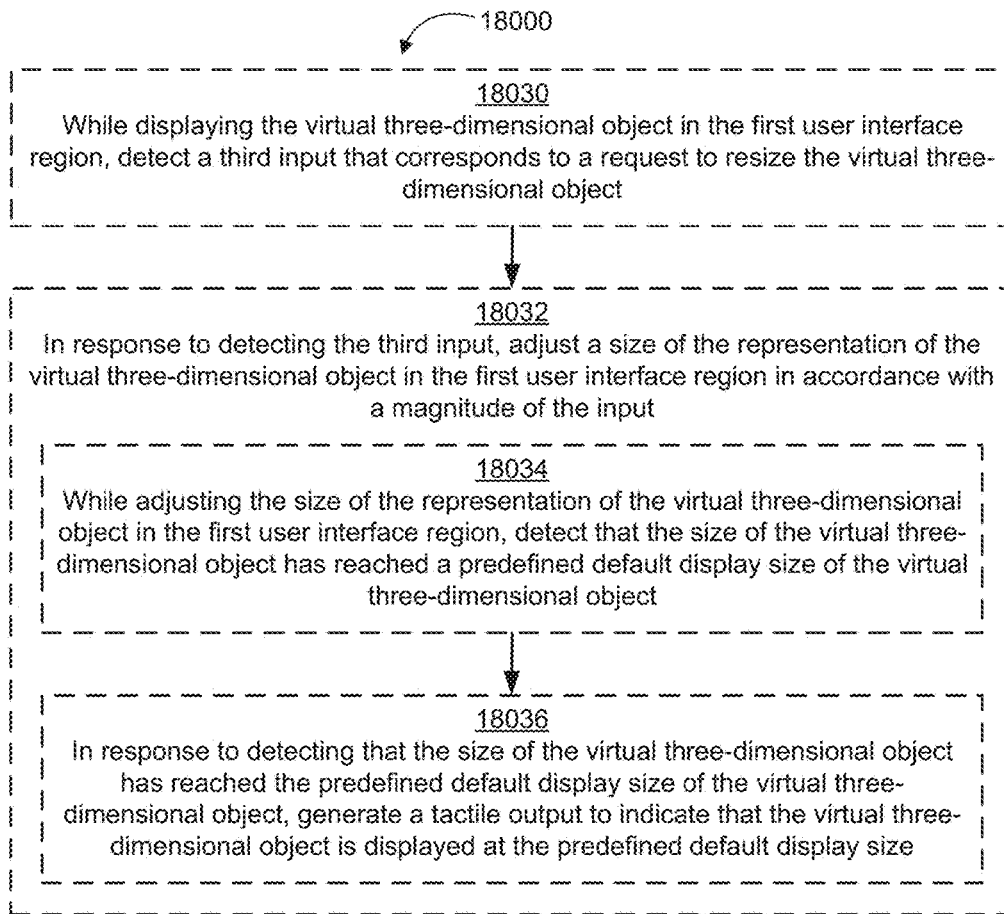 18000
18030
While displaying the virtual three-dimensional object in the first user interface
region, detect a third input that corresponds to a request to resize the virtual three-
dimensional object
18032
In response to detecting the third input, adjust a size of the representation of the
virtual three-dimensional object in the first user interface region in accordance with
a magnitude of the input
18034
While adjusting the size of the representation of the virtual three-dimensional
object in the first user interface region, detect that the size of the virtual three-
dimensional object has reached a predefined default display size of the virtual
three-dimensional object
18036
In response to detecting that the size of the virtual three-dimensional object
has reached the predefined default display size of the virtual three-
dimensional object, generate a tactile output to indicate that the virtual three-
dimensional object is displayed at the predefined default display size